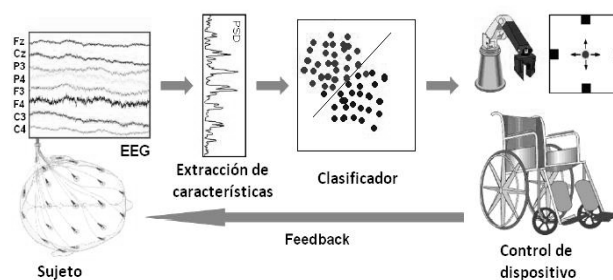 Fz
Cz
P3
P4
F3
F4
C3
C4
EEG
PSD
Extracción de
características
Clasificador
Feedback
Sujeto
Control de
dispositivo